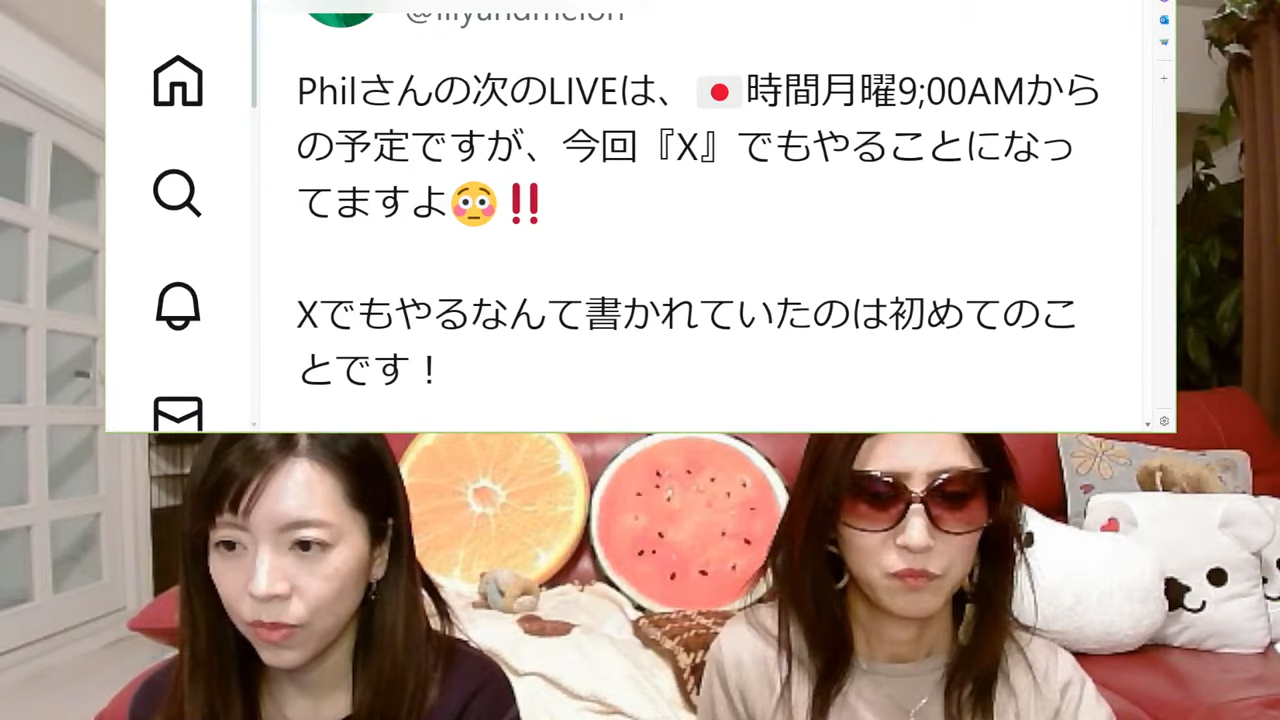 @lilyandmelon
Philさんの次のLIVEは、🇯🇵時間月曜9;00AMから
の予定ですが、今回『X』でもやることになっ
てますよ😳‼️
Xでもやるなんて書かれていたのは初めてのこ
とです！